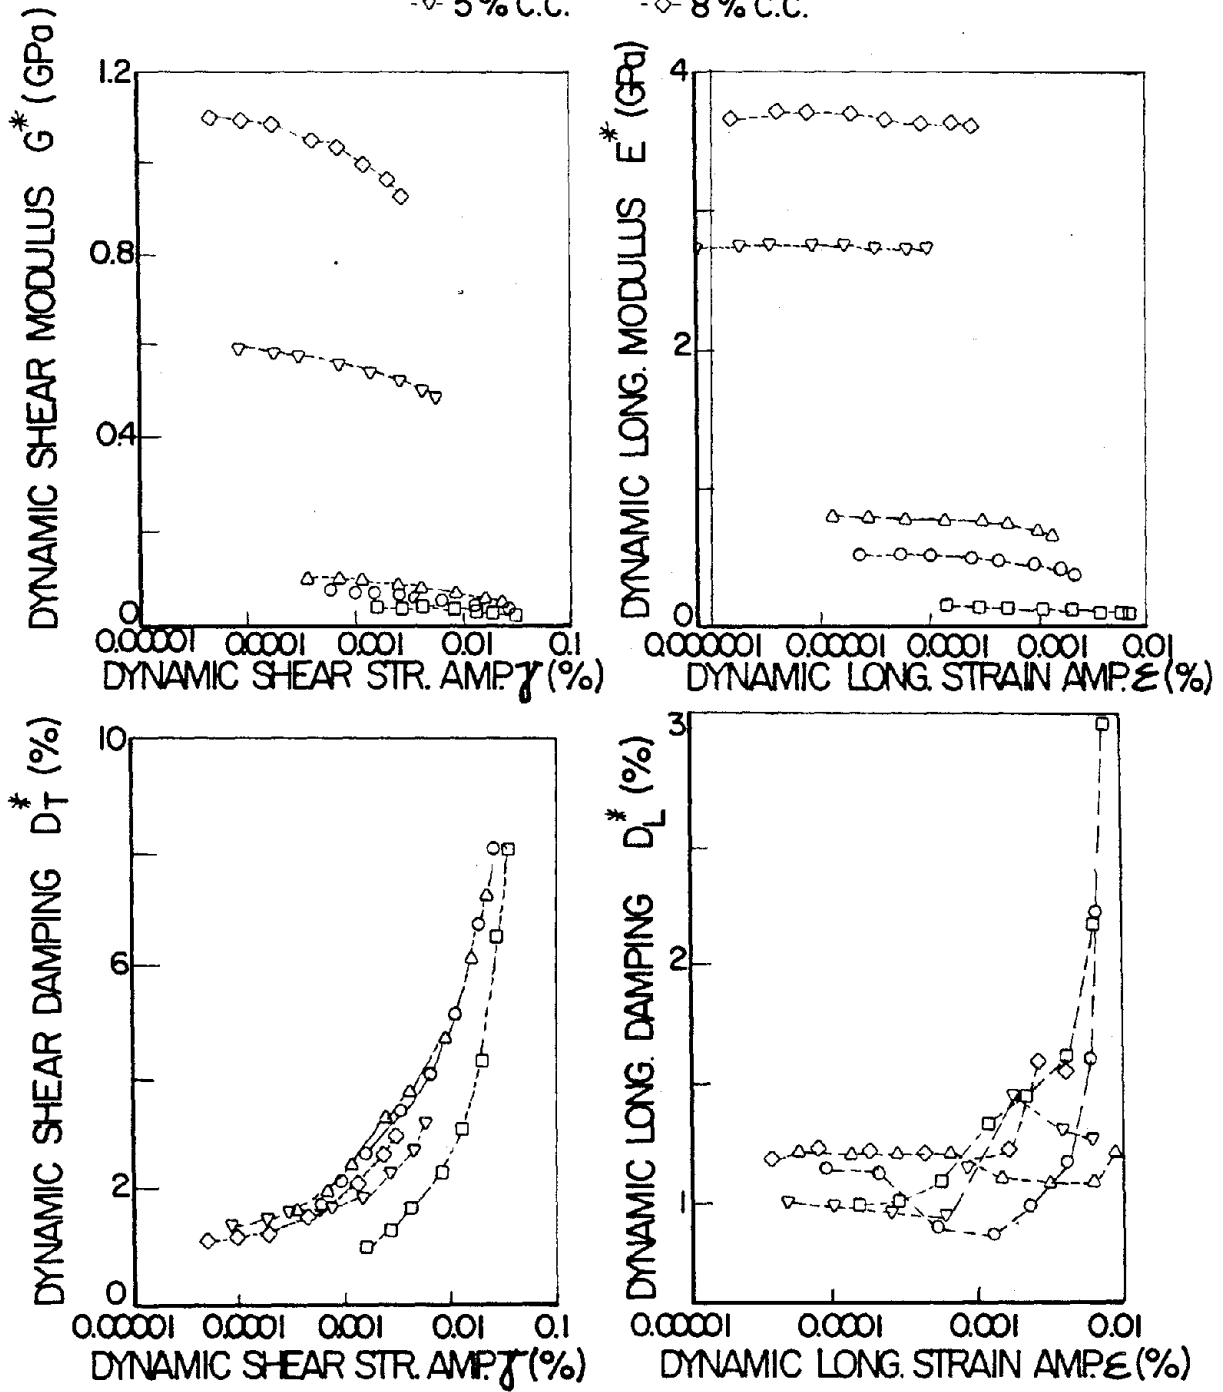 -▽- 5% C.C. -◇- 8% C.C.
DYNAMIC SHEAR MODULUS G* (GPa)
1.2
0.8
0.4
0
0.00001 0.0001 0.001 0.01 0.1
DYNAMIC SHEAR STR. AMP. γ (%)
DYNAMIC LONG. MODULUS E* (GPa)
4
2
0
0.000001 0.00001 0.0001 0.001 0.01
DYNAMIC LONG. STRAIN AMP. ε (%)
DYNAMIC SHEAR DAMPING D*T (%)
10
6
2
0
0.00001 0.0001 0.001 0.01 0.1
DYNAMIC SHEAR STR. AMP. γ (%)
DYNAMIC LONG. DAMPING D*L (%)
3
2
1
0.00001 0.0001 0.001 0.01
DYNAMIC LONG. STRAIN AMP. ε (%)